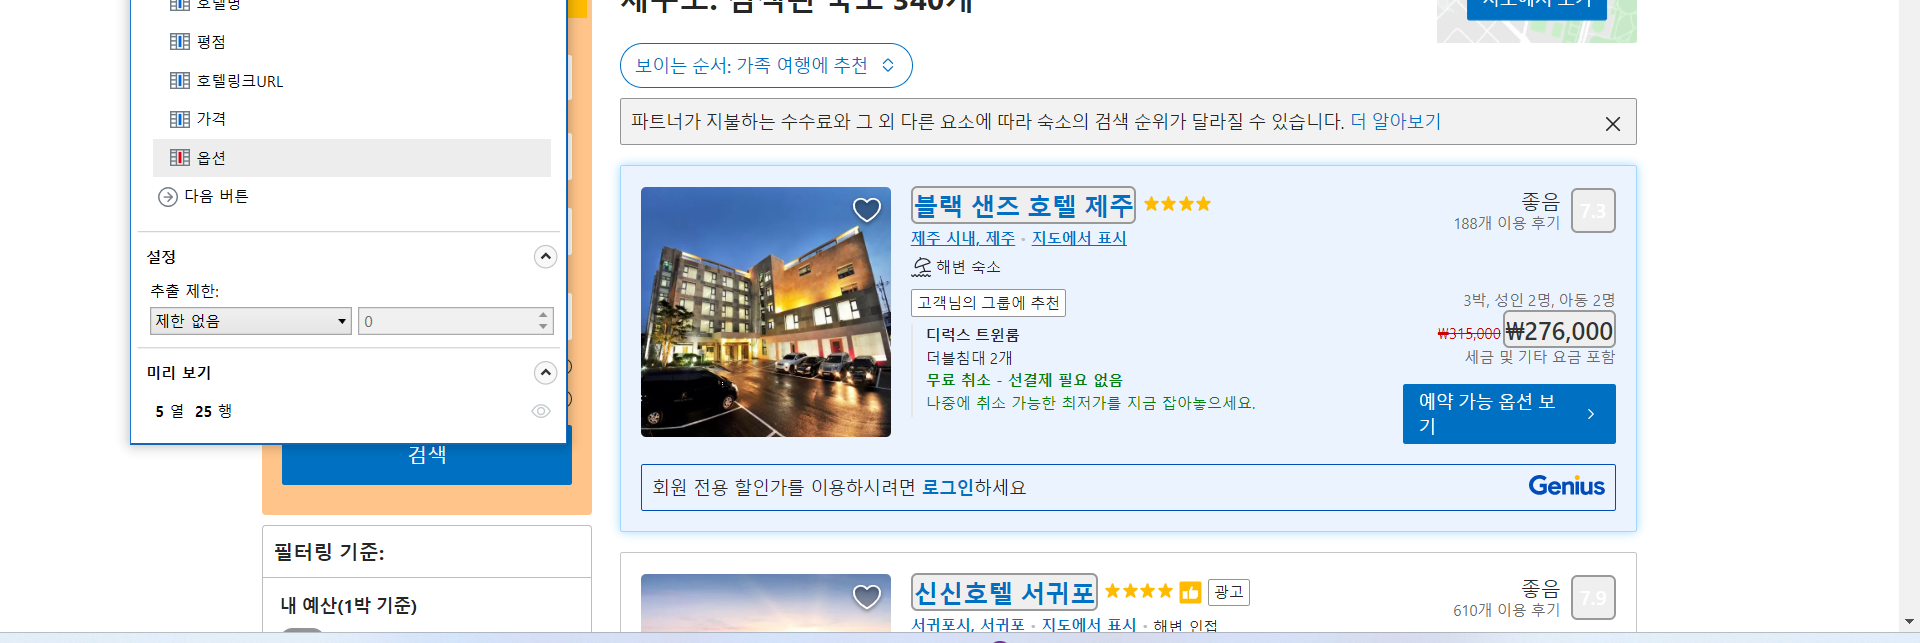 호텔명
평점
호텔링크URL
가격
옵션
다음 버튼
설정
추출 제한:
제한 없음
0
미리 보기
5 열 25 행
검색
필터링 기준:
내 예산(1박 기준)
제주도: 검색된 숙소 340개
지도에서 보기
보이는 순서: 가족 여행에 추천
파트너가 지불하는 수수료와 그 외 다른 요소에 따라 숙소의 검색 순위가 달라질 수 있습니다. 더 알아보기
블랙 샌즈 호텔 제주
제주 시내, 제주 • 지도에서 표시
해변 숙소
고객님의 그룹에 추천
디럭스 트윈룸
더블침대 2개
무료 취소 - 선결제 필요 없음
나중에 취소 가능한 최저가를 지금 잡아놓으세요.
좋음
188개 이용 후기
7.3
3박, 성인 2명, 아동 2명
₩315,000 ₩276,000
세금 및 기타 요금 포함
예약 가능 옵션 보
기
회원 전용 할인가를 이용하시려면 로그인하세요
Genius
신신호텔 서귀포
광고
서귀포시, 서귀포 • 지도에서 표시 • 해변 인접
좋음
610개 이용 후기
7.9